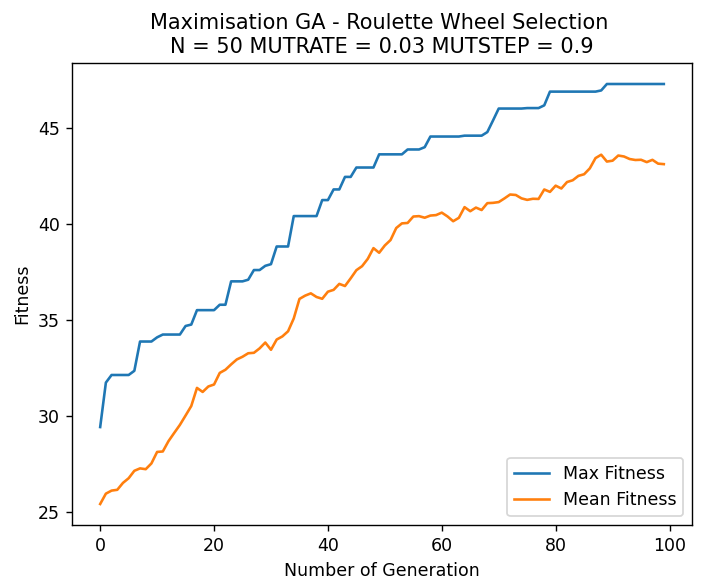 Maximisation GA - Roulette Wheel Selection
N = 50 MUTRATE = 0.03 MUTSTEP = 0.9
Fitness
45
40
35
30
25
0 20 40 60 80 100
Number of Generation
Max Fitness
Mean Fitness